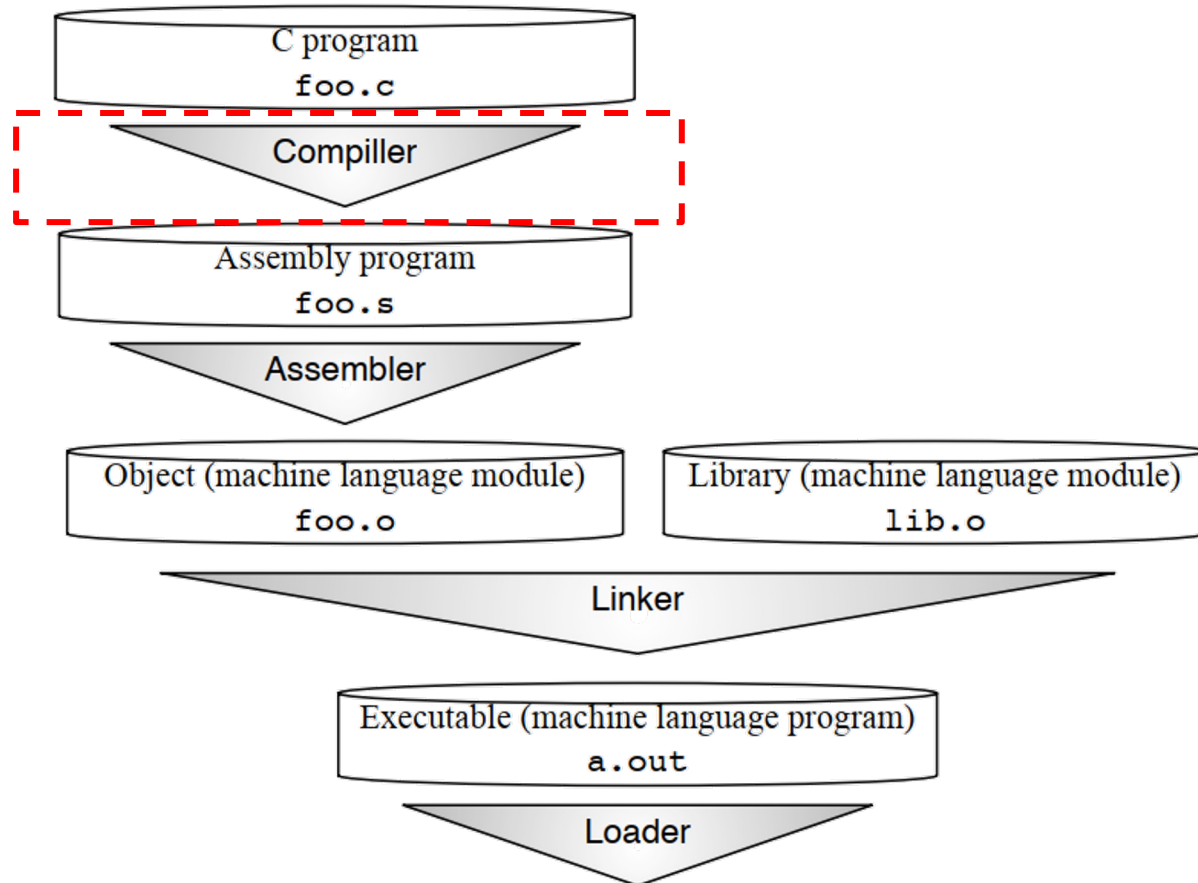 C program
foo.c
Compiller
Assembly program
foo.s
Assembler
Object (machine language module)
foo.o
Library (machine language module)
lib.o
Linker
Executable (machine language program)
a.out
Loader